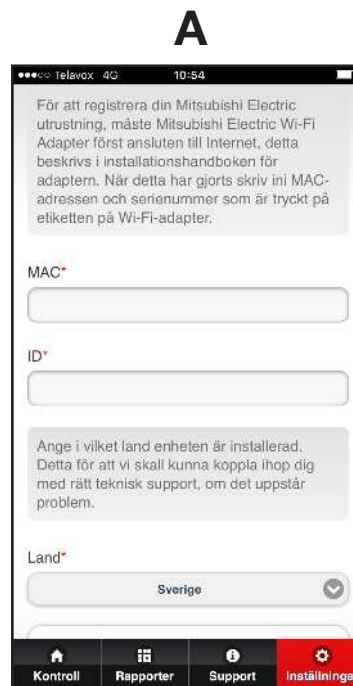 A
Telavox 4G 10:54
För att registrera din Mitsubishi Electric
utrustning, måste Mitsubishi Electric Wi-Fi
Adapter först ansluten till Internet, detta
beskrivs i installationshandboken för
adaptern. När detta har gjorts skriv ini MAC-
adressen och serienummer som är tryckt på
etiketten på Wi-Fi-adapter.
MAC*
ID*
Ange i vilket land enheten är installerad.
Detta för att vi skall kunna koppla ihop dig
med rätt teknisk support, om det uppstår
problem.
Land*
Sverige
Kontroll Rapporter Support Inställninga